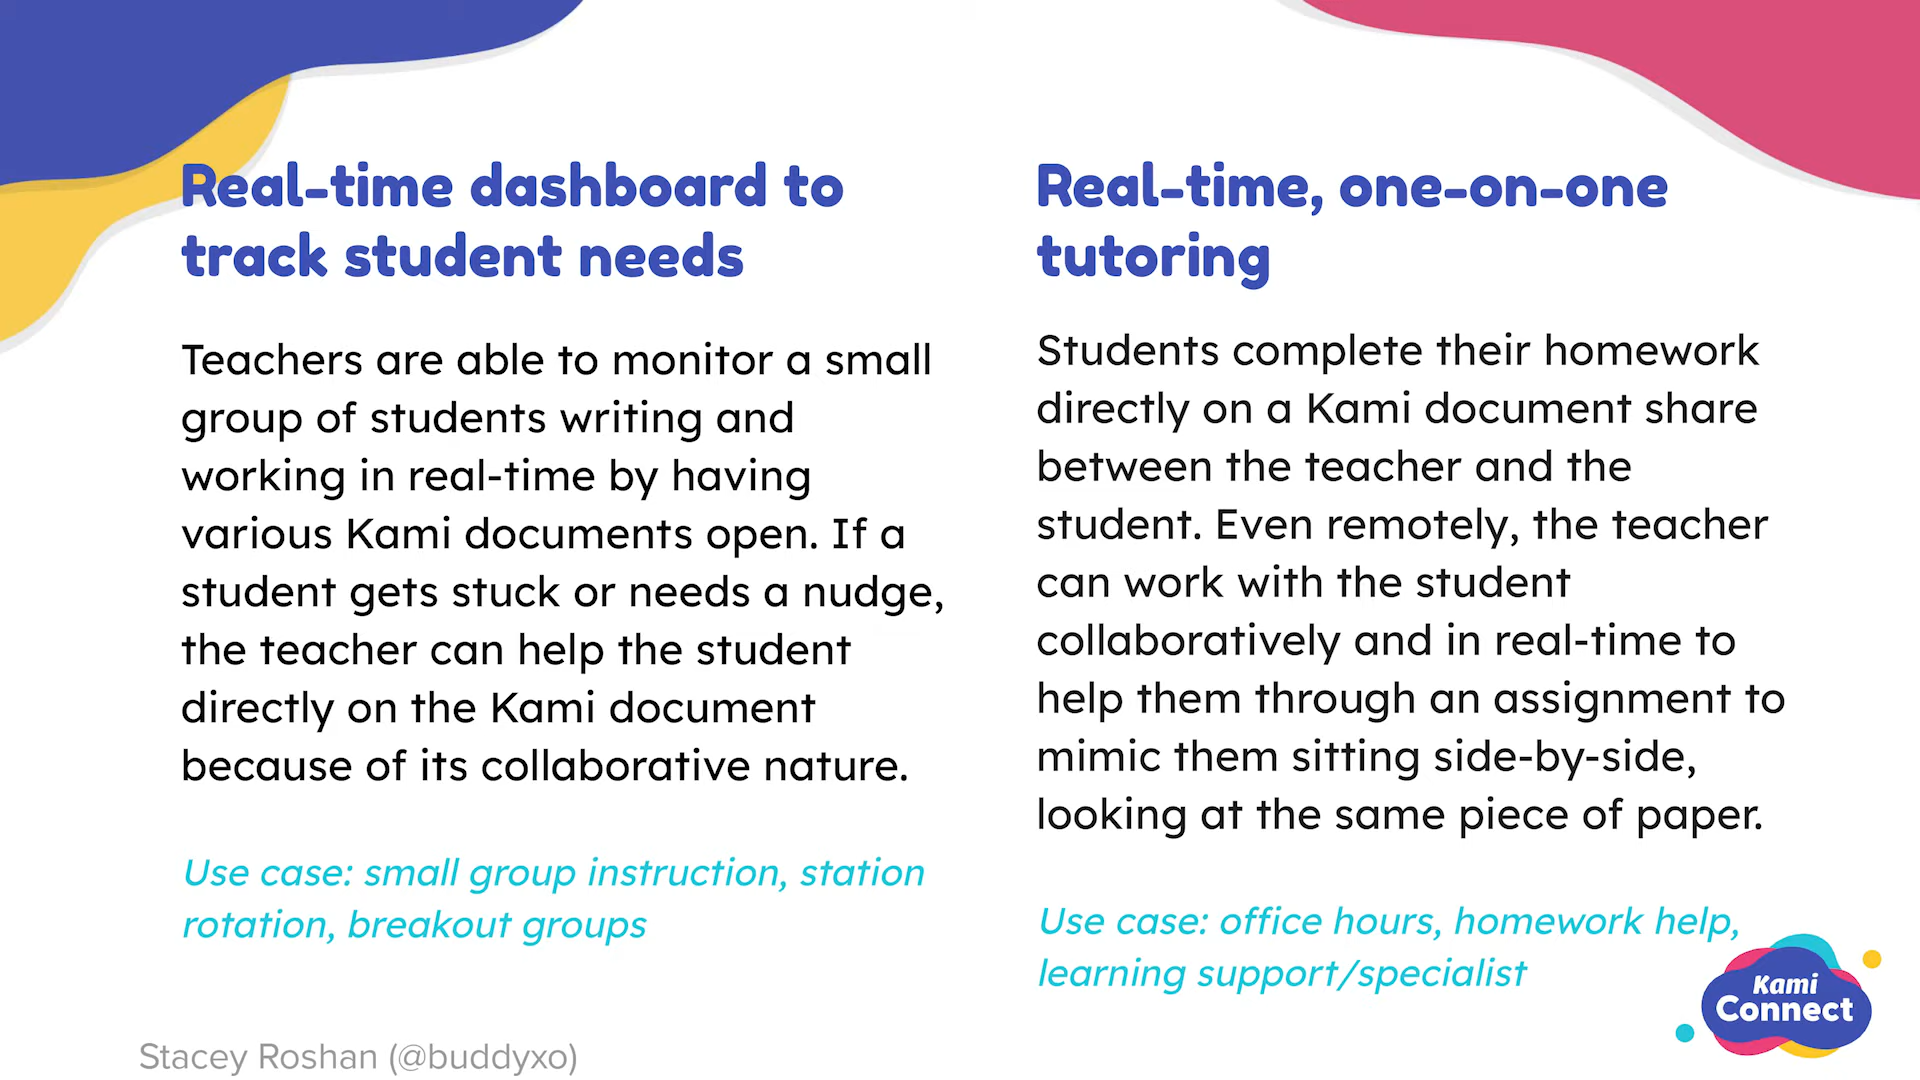 Real-time dashboard to
track student needs
Teachers are able to monitor a small
group of students writing and
working in real-time by having
various Kami documents open. If a
student gets stuck or needs a nudge,
the teacher can help the student
directly on the Kami document
because of its collaborative nature.
Use case: small group instruction, station
rotation, breakout groups
Real-time, one-on-one
tutoring
Students complete their homework
directly on a Kami document share
between the teacher and the
student. Even remotely, the teacher
can work with the student
collaboratively and in real-time to
help them through an assignment to
mimic them sitting side-by-side,
looking at the same piece of paper.
Use case: office hours, homework help,
learning support/specialist
Kami
Connect
Stacey Roshan (@buddyxo)